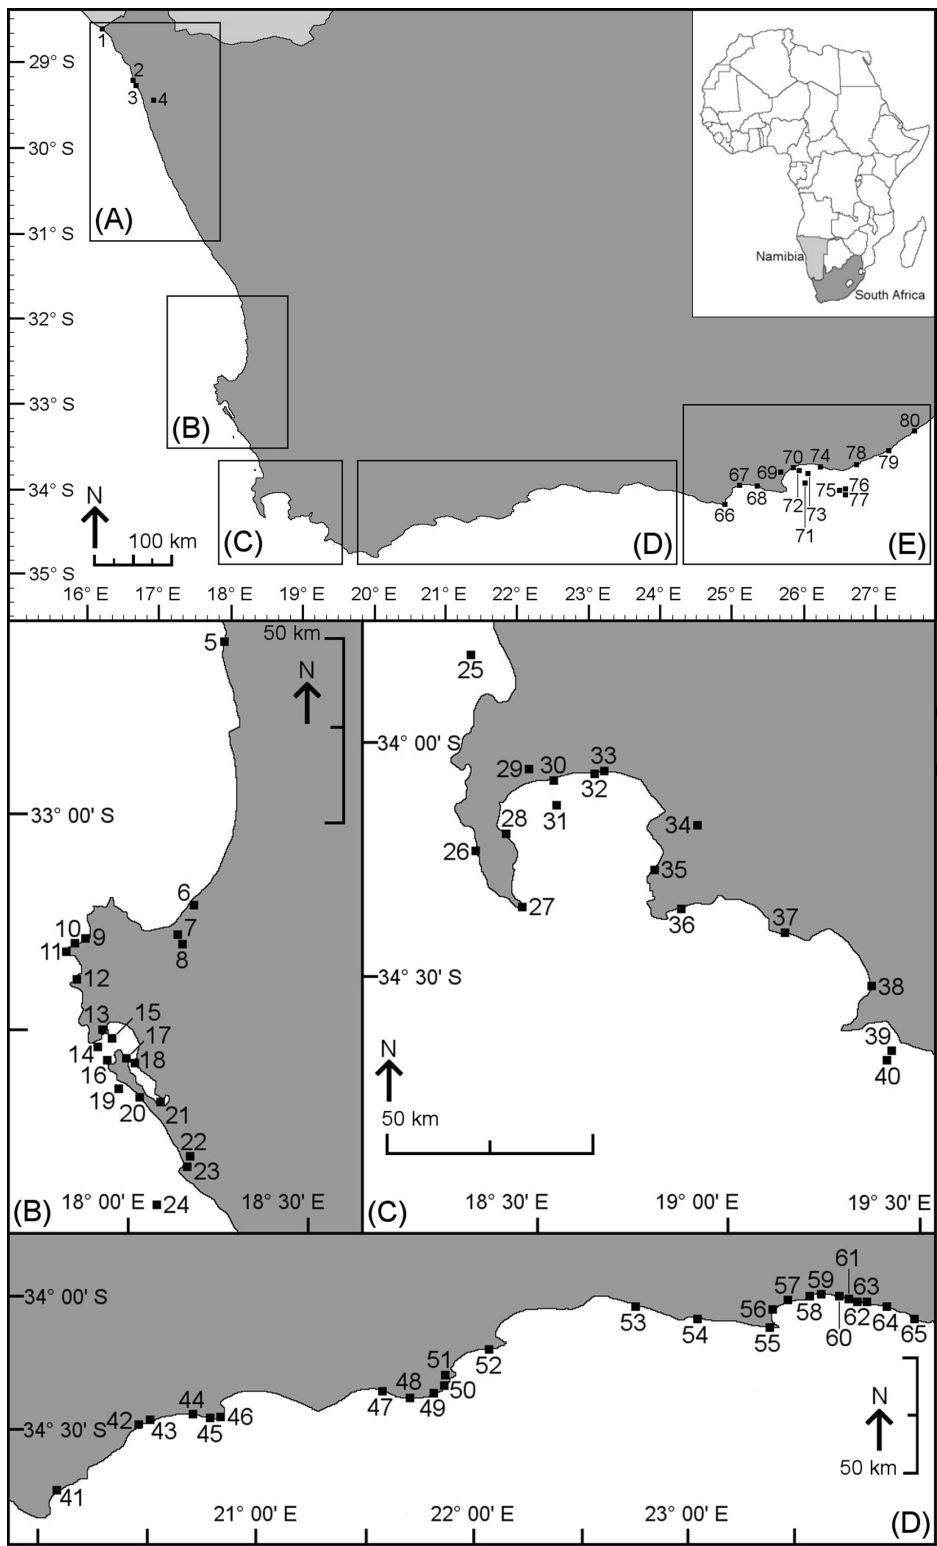 1
29° S
2
3
4
30° S
(A)
31° S
Namibia
South Africa
32° S
33° S
(B)
80
70 74 78
67 69 79
34° S
68 75 76
66 72 73 77
71
N
100 km
(C) (D) (E)
35° S
16° E 17° E 18° E 19° E 20° E 21° E 22° E 23° E 24° E 25° E 26° E 27° E
5
50 km
N
33° 00' S
6
7
8
10 9
11
12
13 15
17
14 18
16
19 20 21
22
23
24
(B)
18° 00' E 18° 30' E
25
34° 00' S
29 30 33
32
31
28
34
26
35
27
36 37
34° 30' S
38
39
40
N
50 km
(C)
18° 30' E 19° 00' E 19° 30' E
61
57 59 63
34° 00' S
56 58 62 64
53 54 55 60 65
52
51
50
48
47 49
44
42 46
43 45
34° 30' S
41
N
50 km
21° 00' E 22° 00' E 23° 00' E
(D)